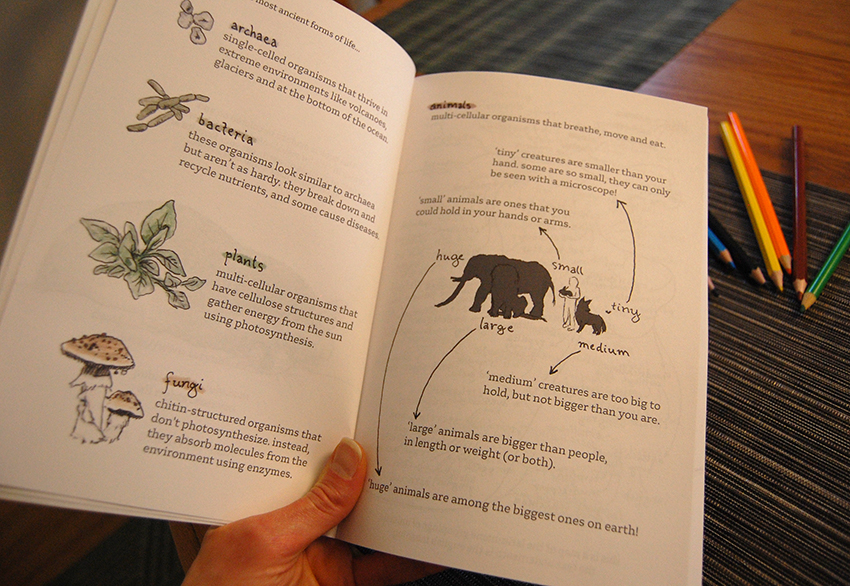 most ancient forms of life...
archaea
single-celled organisms that thrive in
extreme environments like volcanoes,
glaciers and at the bottom of the ocean.
bacteria
these organisms look similar to archaea
but aren't as hardy. they break down and
recycle nutrients, and some cause diseases.
plants
multi-cellular organisms that
have cellulose structures and
gather energy from the sun
using photosynthesis.
fungi
chitin-structured organisms that
don't photosynthesize. instead,
they absorb molecules from the
environment using enzymes.
animals
multi-cellular organisms that breathe, move and eat.
'tiny' creatures are smaller than your
hand. some are so small, they can only
be seen with a microscope!
'small' animals are ones that you
could hold in your hands or arms.
huge
small
tiny
large
medium
'medium' creatures are too big to
hold, but not bigger than you are.
'large' animals are bigger than people,
in length or weight (or both).
'huge' animals are among the biggest ones on earth!